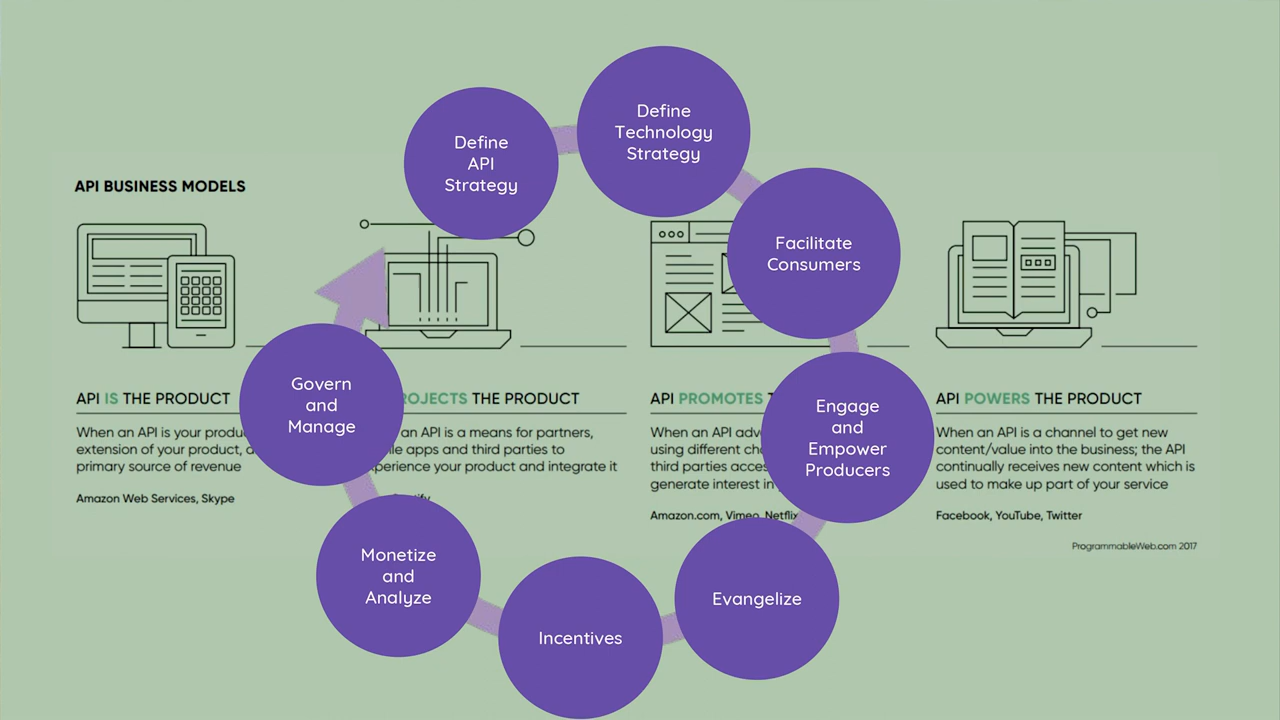 Define
API
Strategy
Define
Technology
Strategy
Facilitate
Consumers
Engage
and
Empower
Producers
Evangelize
Incentives
Monetize
and
Analyze
Govern
and
Manage
API BUSINESS MODELS
API IS THE PRODUCT
When an API is your
extension of your product,
primary source of revenue
Amazon Web Services, Skype
THE PRODUCT
an API is a means for partners,
apps and third parties to
your product and integrate it
API PROMOTES
When an API
using different
third parties
generate interest in
Amazon.com, Vimeo, Netflix
API POWERS THE PRODUCT
When an API is a channel to get new
content/value into the business; the API
continually receives new content which is
used to make up part of your service
Facebook, YouTube, Twitter
ProgrammableWeb.com 2017